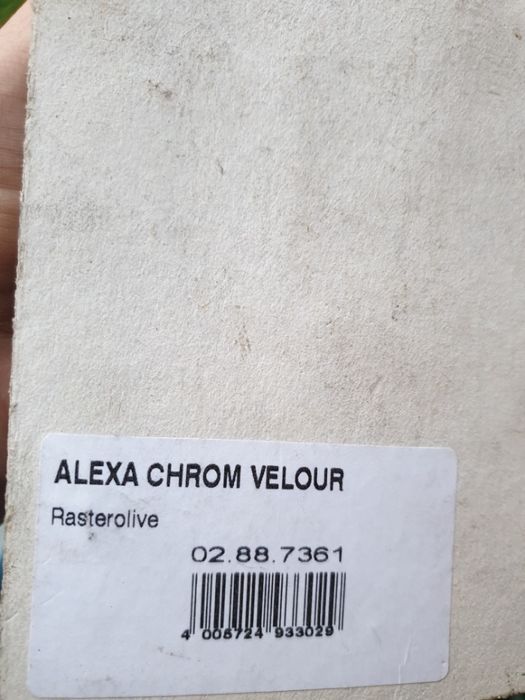 ALEXA CHROM VELOUR
Rasterolive
02.88.7361
4 005724 933029